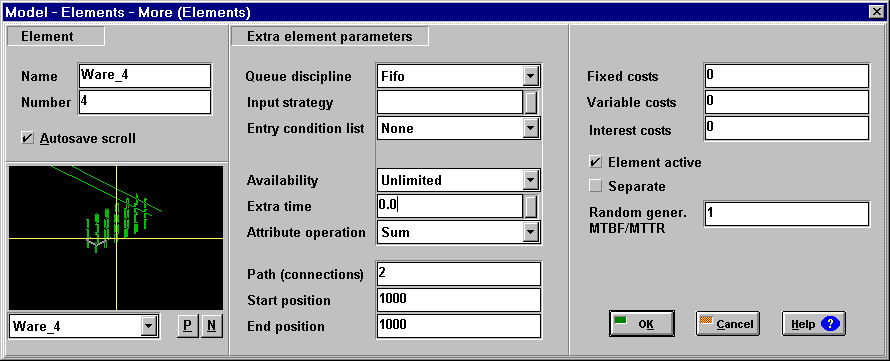 Model - Elements - More (Elements)
Element
Name Ware_4
Number 4
Autosave scroll
Ware_4 P N
Extra element parameters
Queue discipline Fifo
Input strategy
Entry condition list None
Availability Unlimited
Extra time 0.0
Attribute operation Sum
Path (connections) 2
Start position 1000
End position 1000
Fixed costs 0
Variable costs 0
Interest costs 0
Element active
Separate
Random gener. 1
MTBF/MTTR
OK Cancel Help ?